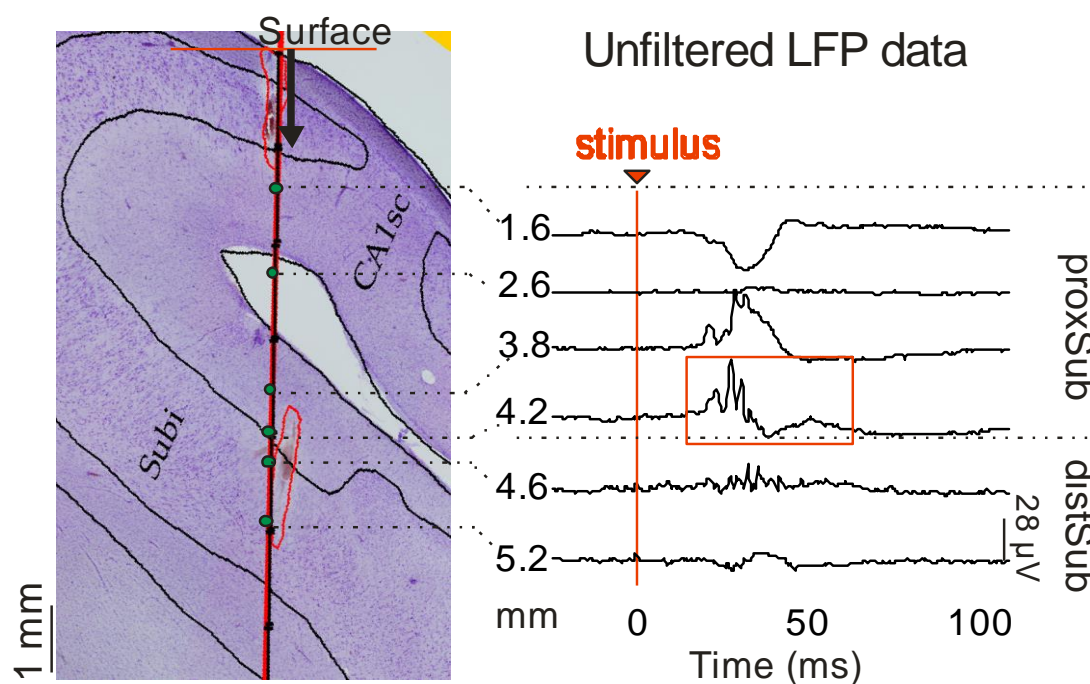 Surface
Unfiltered LFP data
stimulus
CA1sc
Subi
1.6
2.6
3.8
4.2
4.6
5.2
mm
proxSub
distSub
28 µV
0
50
100
Time (ms)
1 mm